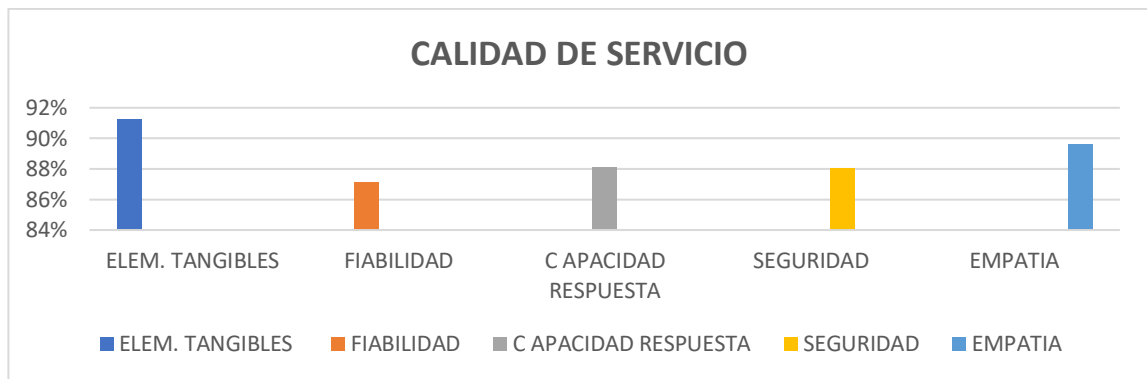 CALIDAD DE SERVICIO
92%
90%
88%
86%
84%
ELEM. TANGIBLES FIABILIDAD C APACIDAD RESPUESTA SEGURIDAD EMPATIA
ELEM. TANGIBLES FIABILIDAD C APACIDAD RESPUESTA SEGURIDAD EMPATIA